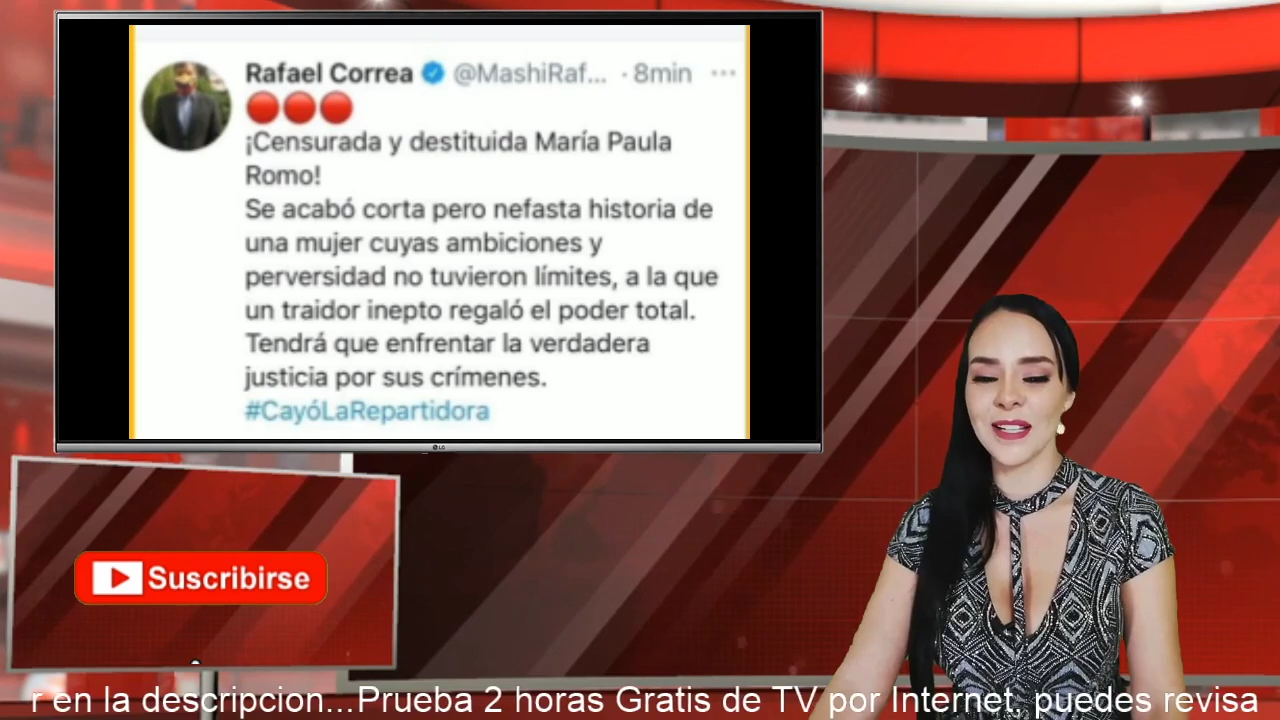 Rafael Correa @MashiRaf... · 8min ...
¡Censurada y destituida María Paula
Romo!
Se acabó corta pero nefasta historia de
una mujer cuyas ambiciones y
perversidad no tuvieron límites, a la que
un traidor inepto regaló el poder total.
Tendrá que enfrentar la verdadera
justicia por sus crímenes.
#CayóLaRepartidora
LG
Suscribirse
r en la descripcion...Prueba 2 horas Gratis de TV por Internet, puedes revisa